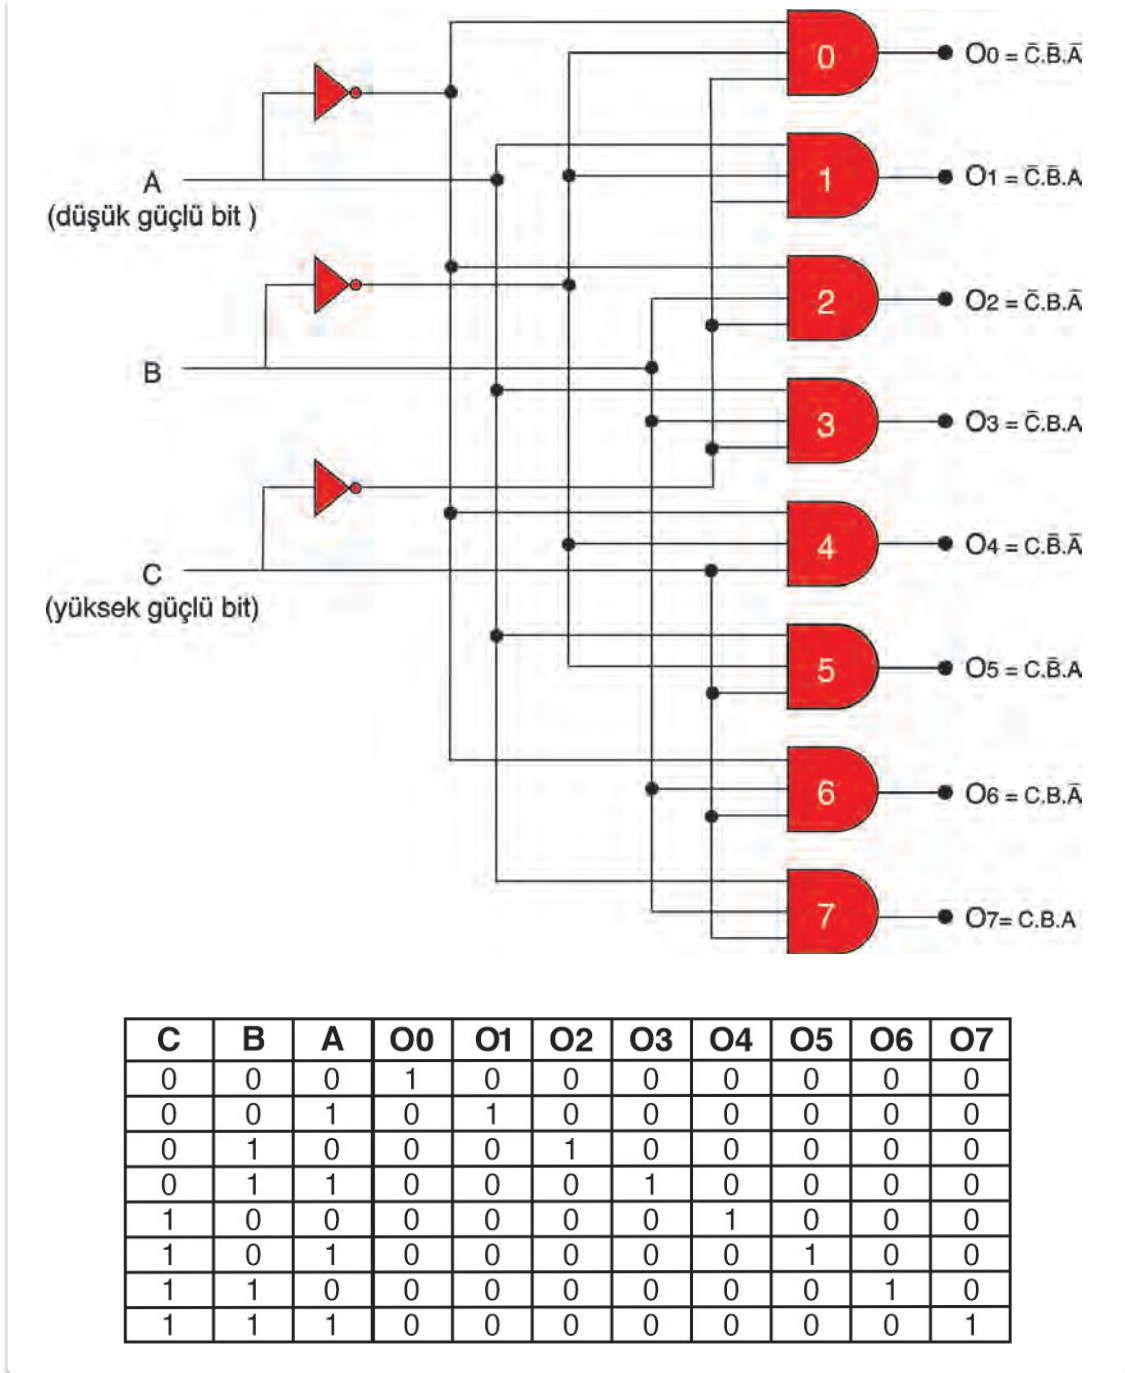 0
O0 = C̅.B̅.A̅
A
(düşük güçlü bit )
1
O1 = C̅.B̅.A
2
O2 = C̅.B.A̅
B
3
O3 = C̅.B.A
4
O4 = C.B̅.A̅
C
(yüksek güçlü bit)
5
O5 = C.B̅.A
6
O6 = C.B.A̅
7
O7= C.B.A
C B A O0 O1 O2 O3 O4 O5 O6 O7
0 0 0 1 0 0 0 0 0 0 0
0 0 1 0 1 0 0 0 0 0 0
0 1 0 0 0 1 0 0 0 0 0
0 1 1 0 0 0 1 0 0 0 0
1 0 0 0 0 0 0 1 0 0 0
1 0 1 0 0 0 0 0 1 0 0
1 1 0 0 0 0 0 0 0 1 0
1 1 1 0 0 0 0 0 0 0 1